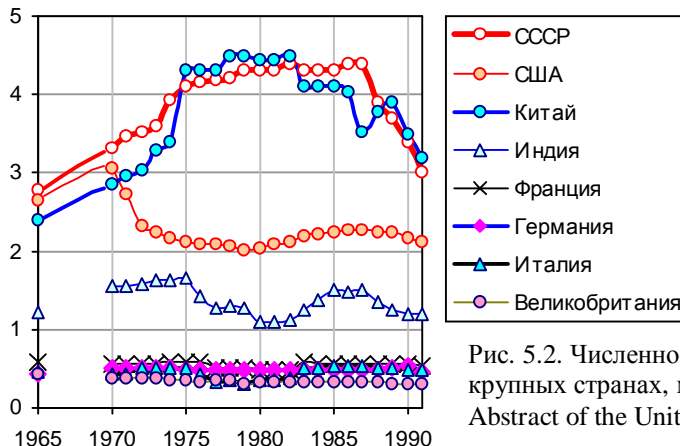 5
4
3
2
1
0
1965 1970 1975 1980 1985 1990
СССР
США
Китай
Индия
Франция
Германия
Италия
Великобритания
Рис. 5.2. Численно
крупных странах,
Abstract of the Unit